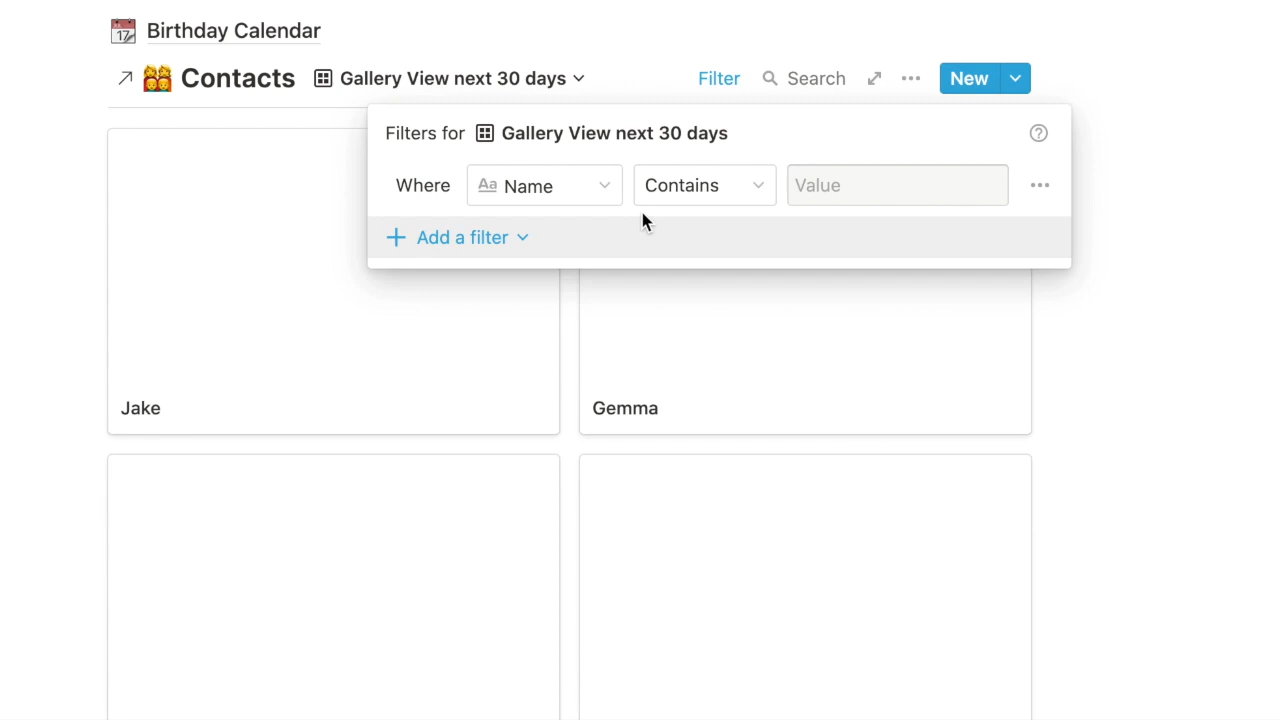 Birthday Calendar
Contacts Gallery View next 30 days Filter Search New
Filters for Gallery View next 30 days
Where Aa Name Contains Value
Add a filter
Jake Gemma